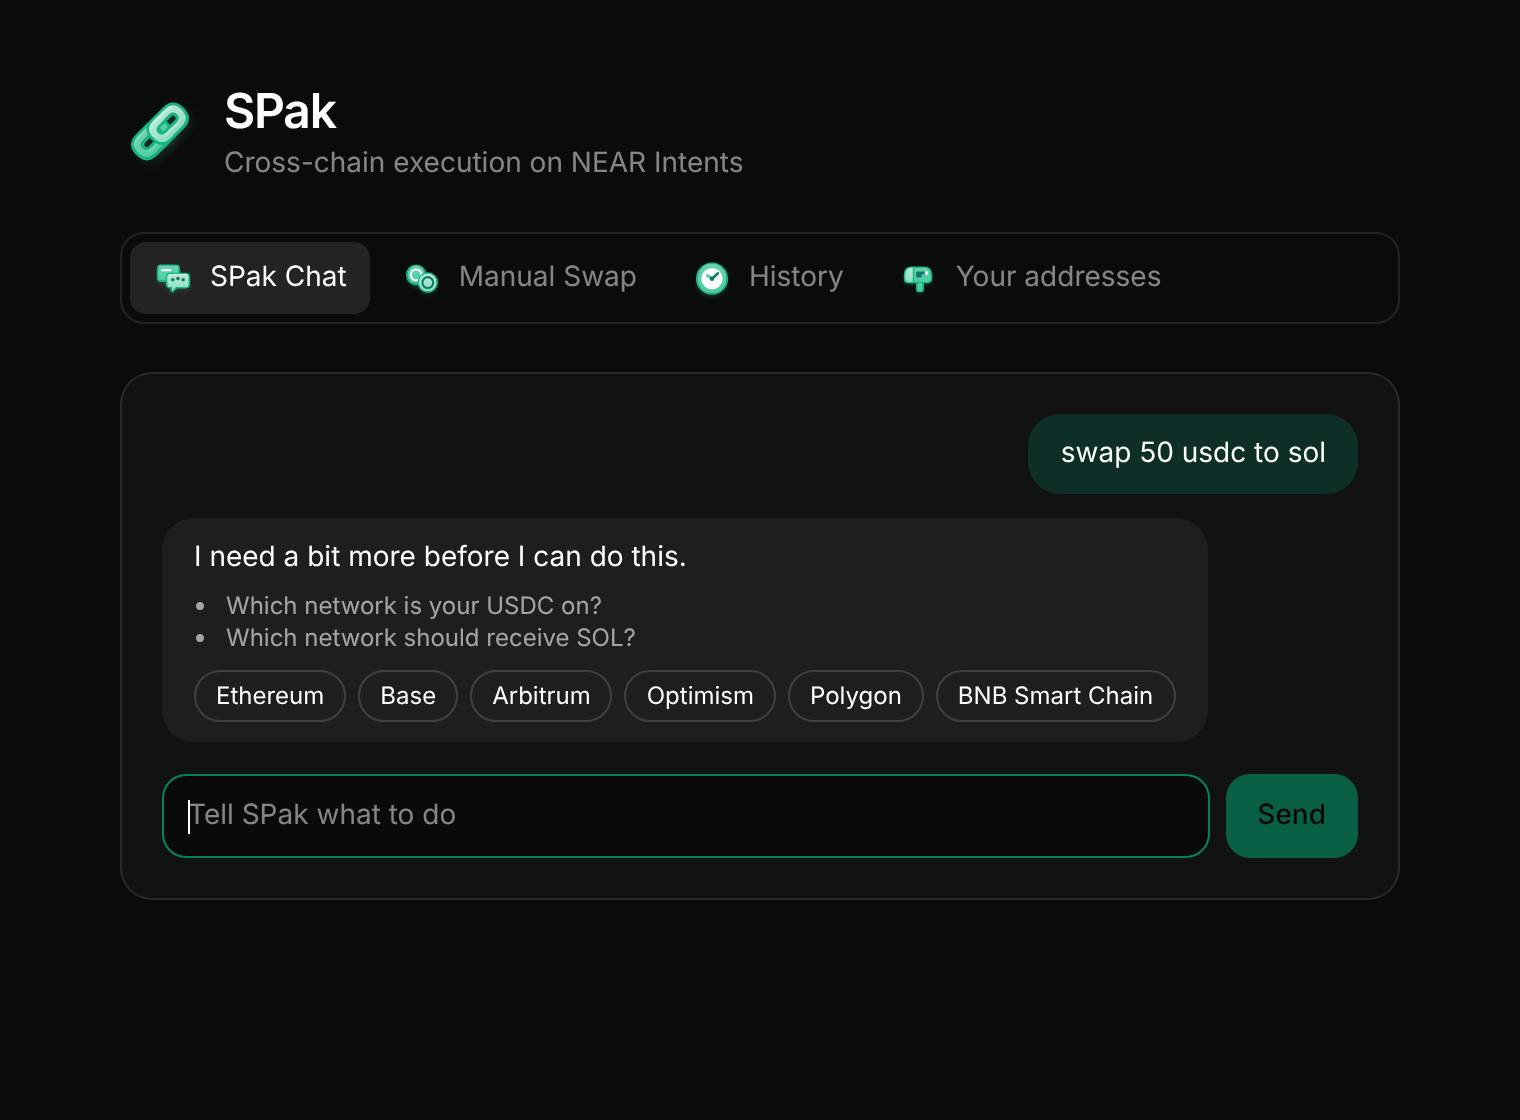 SPak
Cross-chain execution on NEAR Intents
SPak Chat
Manual Swap
History
Your addresses
swap 50 usdc to sol
I need a bit more before I can do this.
• Which network is your USDC on?
• Which network should receive SOL?
Ethereum
Base
Arbitrum
Optimism
Polygon
BNB Smart Chain
Tell SPak what to do
Send